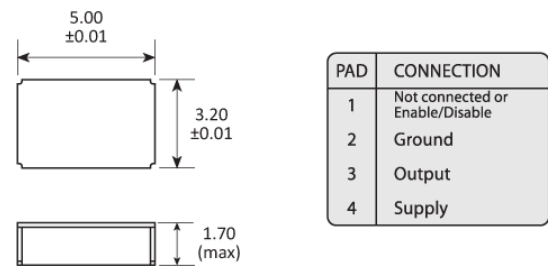 5.00
±0.01
3.20
±0.01
1.70
(max)
PAD CONNECTION
1 Not connected or
Enable/Disable
2 Ground
3 Output
4 Supply